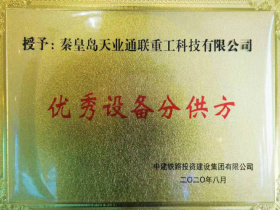 授予：秦皇岛天业通联重工科技有限公司
优秀设备分供方
中建铁路投资建设集团有限公司
二〇二〇年八月